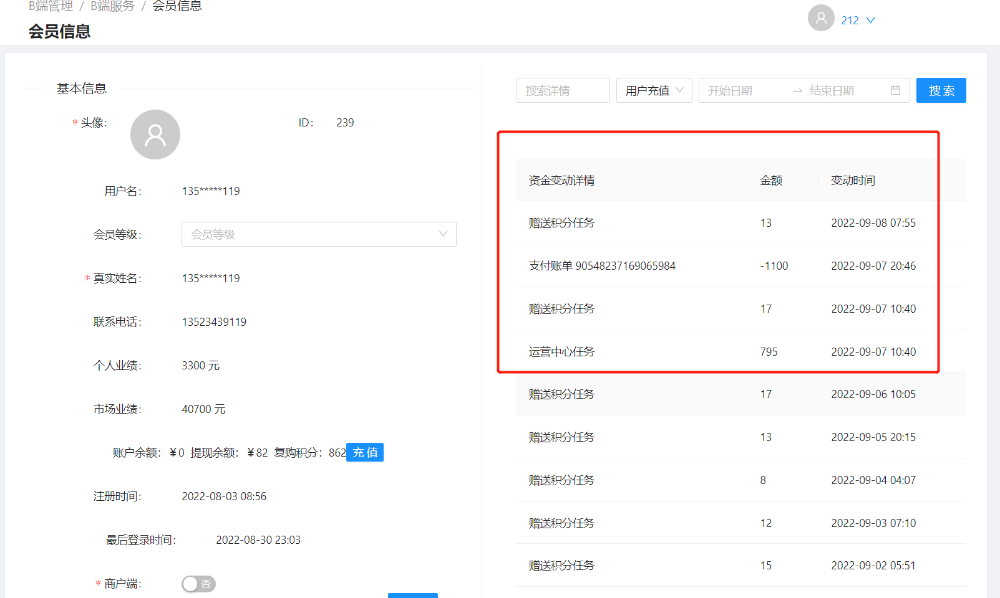 B端管理 / B端服务 / 会员信息
会员信息
212
基本信息
* 头像: ID: 239
用户名: 135*****119
会员等级: 会员等级
* 真实姓名: 135*****119
联系电话: 13523439119
个人业绩: 3300 元
市场业绩: 40700 元
账户余额: ¥0 提现余额: ¥82 复购积分: 862 充值
注册时间: 2022-08-03 08:56
最后登录时间: 2022-08-30 23:03
* 商户端: 否
搜索详情 用户充值 开始日期 → 结束日期 搜索
资金变动详情 金额 变动时间
赠送积分任务 13 2022-09-08 07:55
支付账单 90548237169065984 -1100 2022-09-07 20:46
赠送积分任务 17 2022-09-07 10:40
运营中心任务 795 2022-09-07 10:40
赠送积分任务 17 2022-09-06 10:05
赠送积分任务 13 2022-09-05 20:15
赠送积分任务 8 2022-09-04 04:07
赠送积分任务 12 2022-09-03 07:10
赠送积分任务 15 2022-09-02 05:51